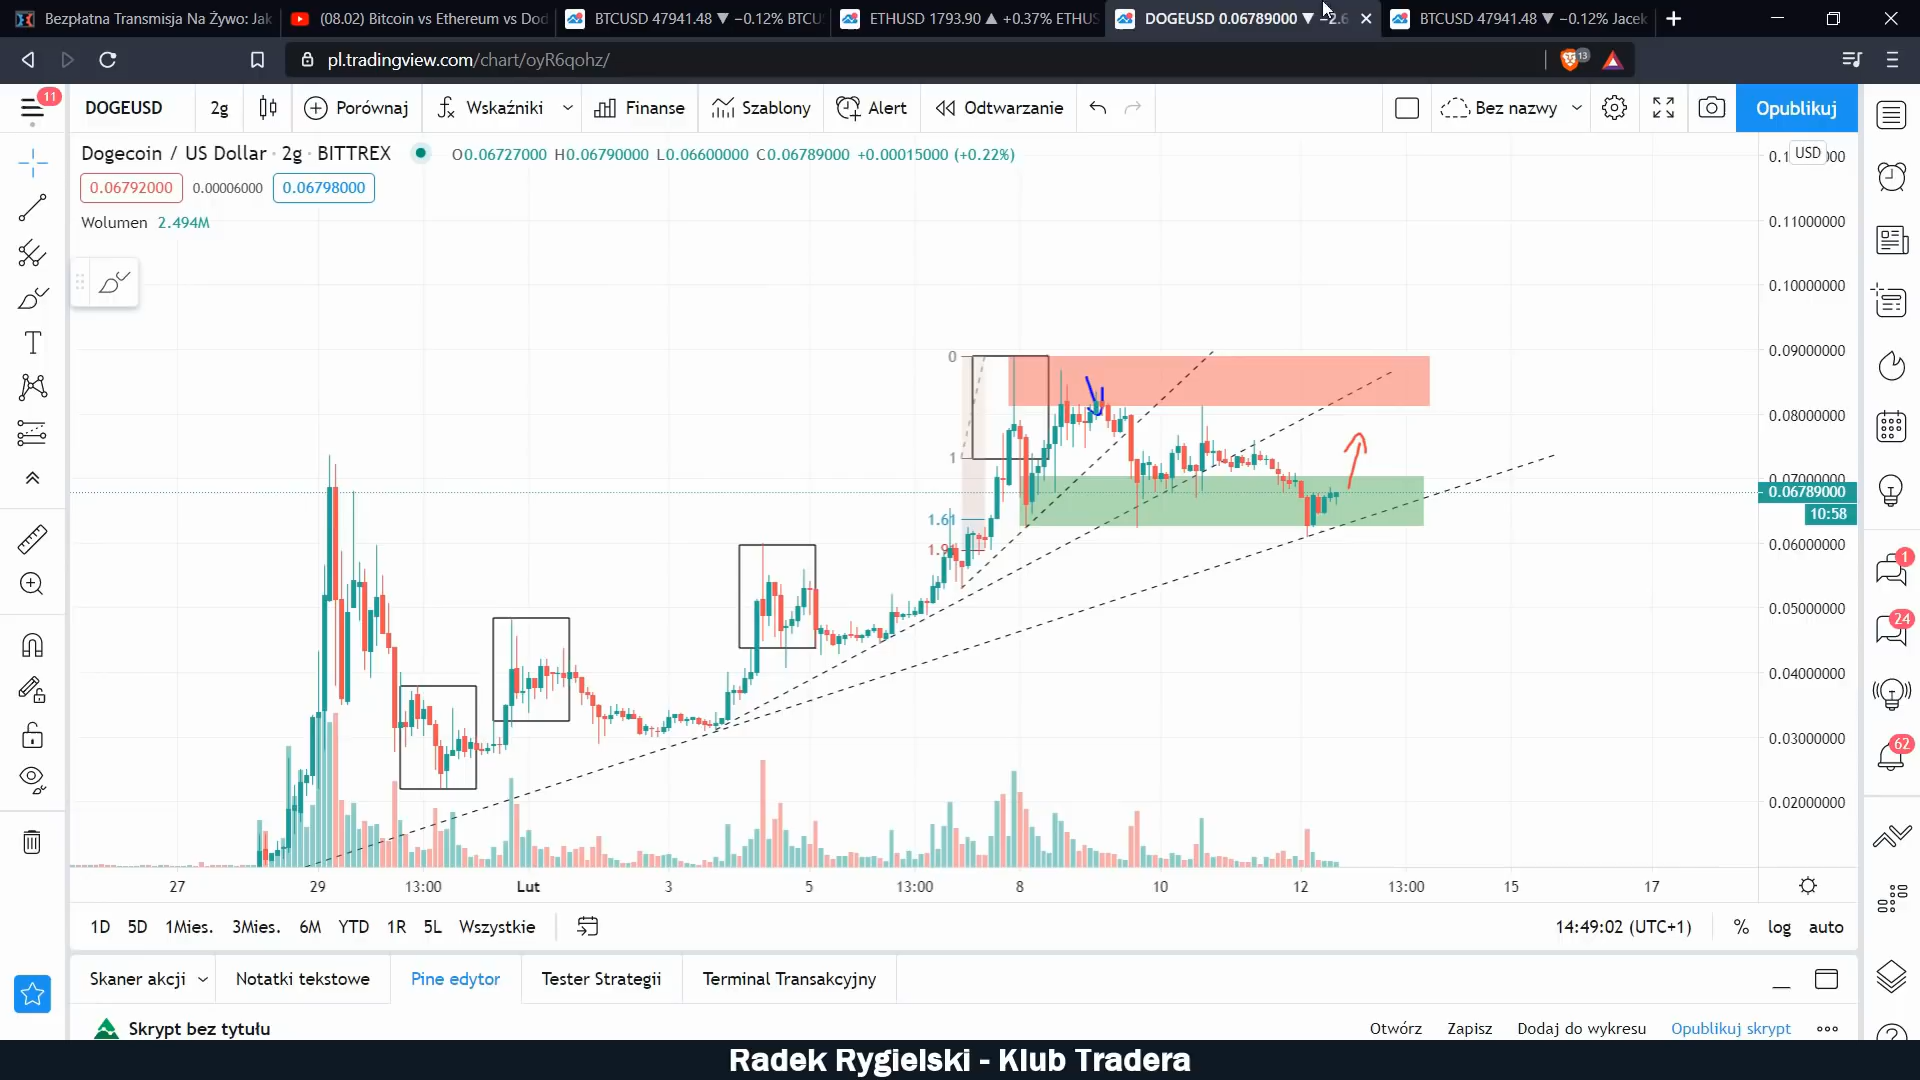 Bezpłatna Transmisja Na Żywo: Jak
(08.02) Bitcoin vs Ethereum vs Dod
BTCUSD 47941.48 ▼ −0.12% BTCUS
ETHUSD 1793.90 ▲ +0.37% ETHUS
DOGEUSD 0.06789000 ▼ −2.6
BTCUSD 47941.48 ▼ −0.12% Jacek
pl.tradingview.com/chart/oyR6qohz/
13
11
DOGEUSD
2g
Porównaj
Wskaźniki
Finanse
Szablony
Alert
Odtwarzanie
Bez nazwy
Opublikuj
Dogecoin / US Dollar · 2g · BITTREX
O0.06727000 H0.06790000 L0.06600000 C0.06789000 +0.00015000 (+0.22%)
0.06792000
0.00006000
0.06798000
Wolumen 2.494M
USD
0.11000000
0.10000000
0.09000000
0.08000000
0.06789000
10:58
0.06000000
0.05000000
0.04000000
0.03000000
0.02000000
0
1
1.61
1
24
62
27
29
13:00
Lut
3
5
13:00
8
10
12
13:00
15
17
1D
5D
1Mies.
3Mies.
6M
YTD
1R
5L
Wszystkie
14:49:02 (UTC+1)
%
log
auto
Skaner akcji
Notatki tekstowe
Pine edytor
Tester Strategii
Terminal Transakcyjny
Skrypt bez tytułu
Otwórz
Zapisz
Dodaj do wykresu
Opublikuj skrypt
Radek Rygielski - Klub Tradera